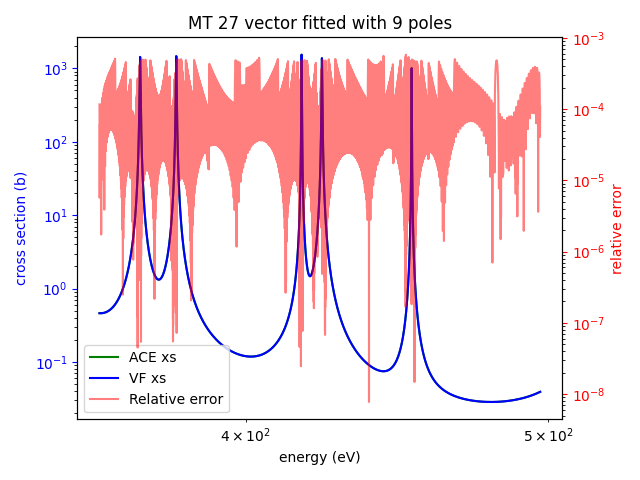 MT 27 vector fitted with 9 poles
cross section (b)
10³
10²
10¹
10⁰
10⁻¹
10⁻³
10⁻⁴
10⁻⁵
10⁻⁶
10⁻⁷
10⁻⁸
relative error
ACE xs
VF xs
Relative error
4 × 10²
5 × 10²
energy (eV)